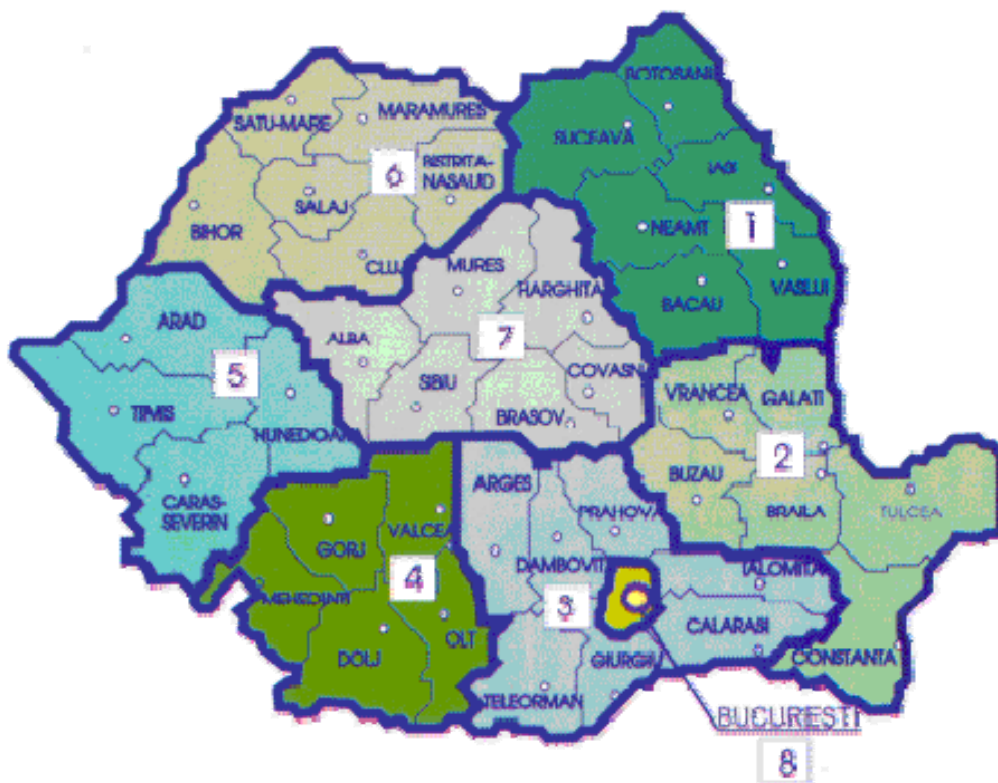 BOTOSANI
SATU-MARE
MARAMURES
SUCEAVA
BISTRITA-
NASAUD
IASI
6
SALAJ
BIHOR
NEAMT
1
CLUJ
MURES
HARGHITA
BACAU
VASLUI
ARAD
ALBA
7
5
SIBIU
COVASN
BRASOV
VRANCEA
GALATI
TIMIS
HUNEDOARA
2
BUZAU
BRAILA
TULCEA
CARAS-
SEVERIN
ARGES
PRAHOVA
VALCEA
GORJ
DAMBOVIT
IALOMITA
4
3
MEHEDINTI
OLT
CALARASI
DOLJ
GIURGIU
CONSTANTA
TELEORMAN
BUCURESTI
8